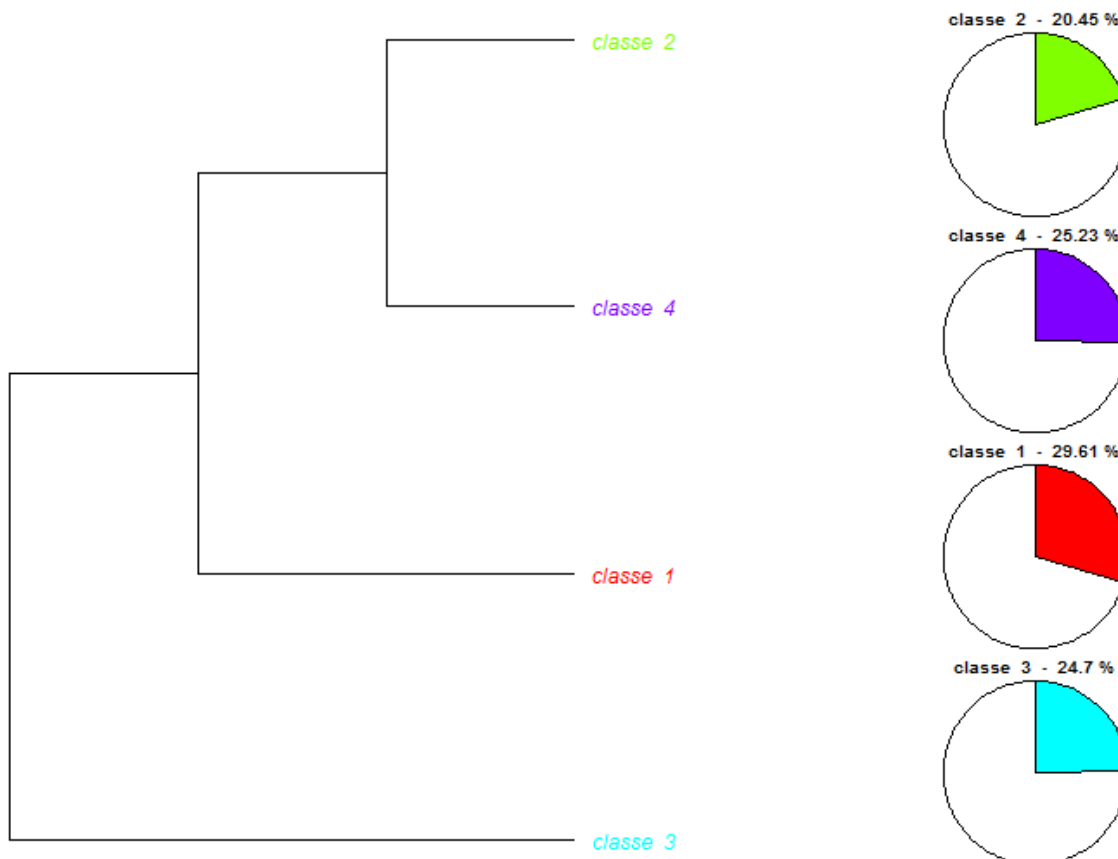 classe 2
classe 2 - 20.45 %
classe 4 - 25.23 %
classe 4
classe 1 - 29.61 %
classe 1
classe 3 - 24.7 %
classe 3